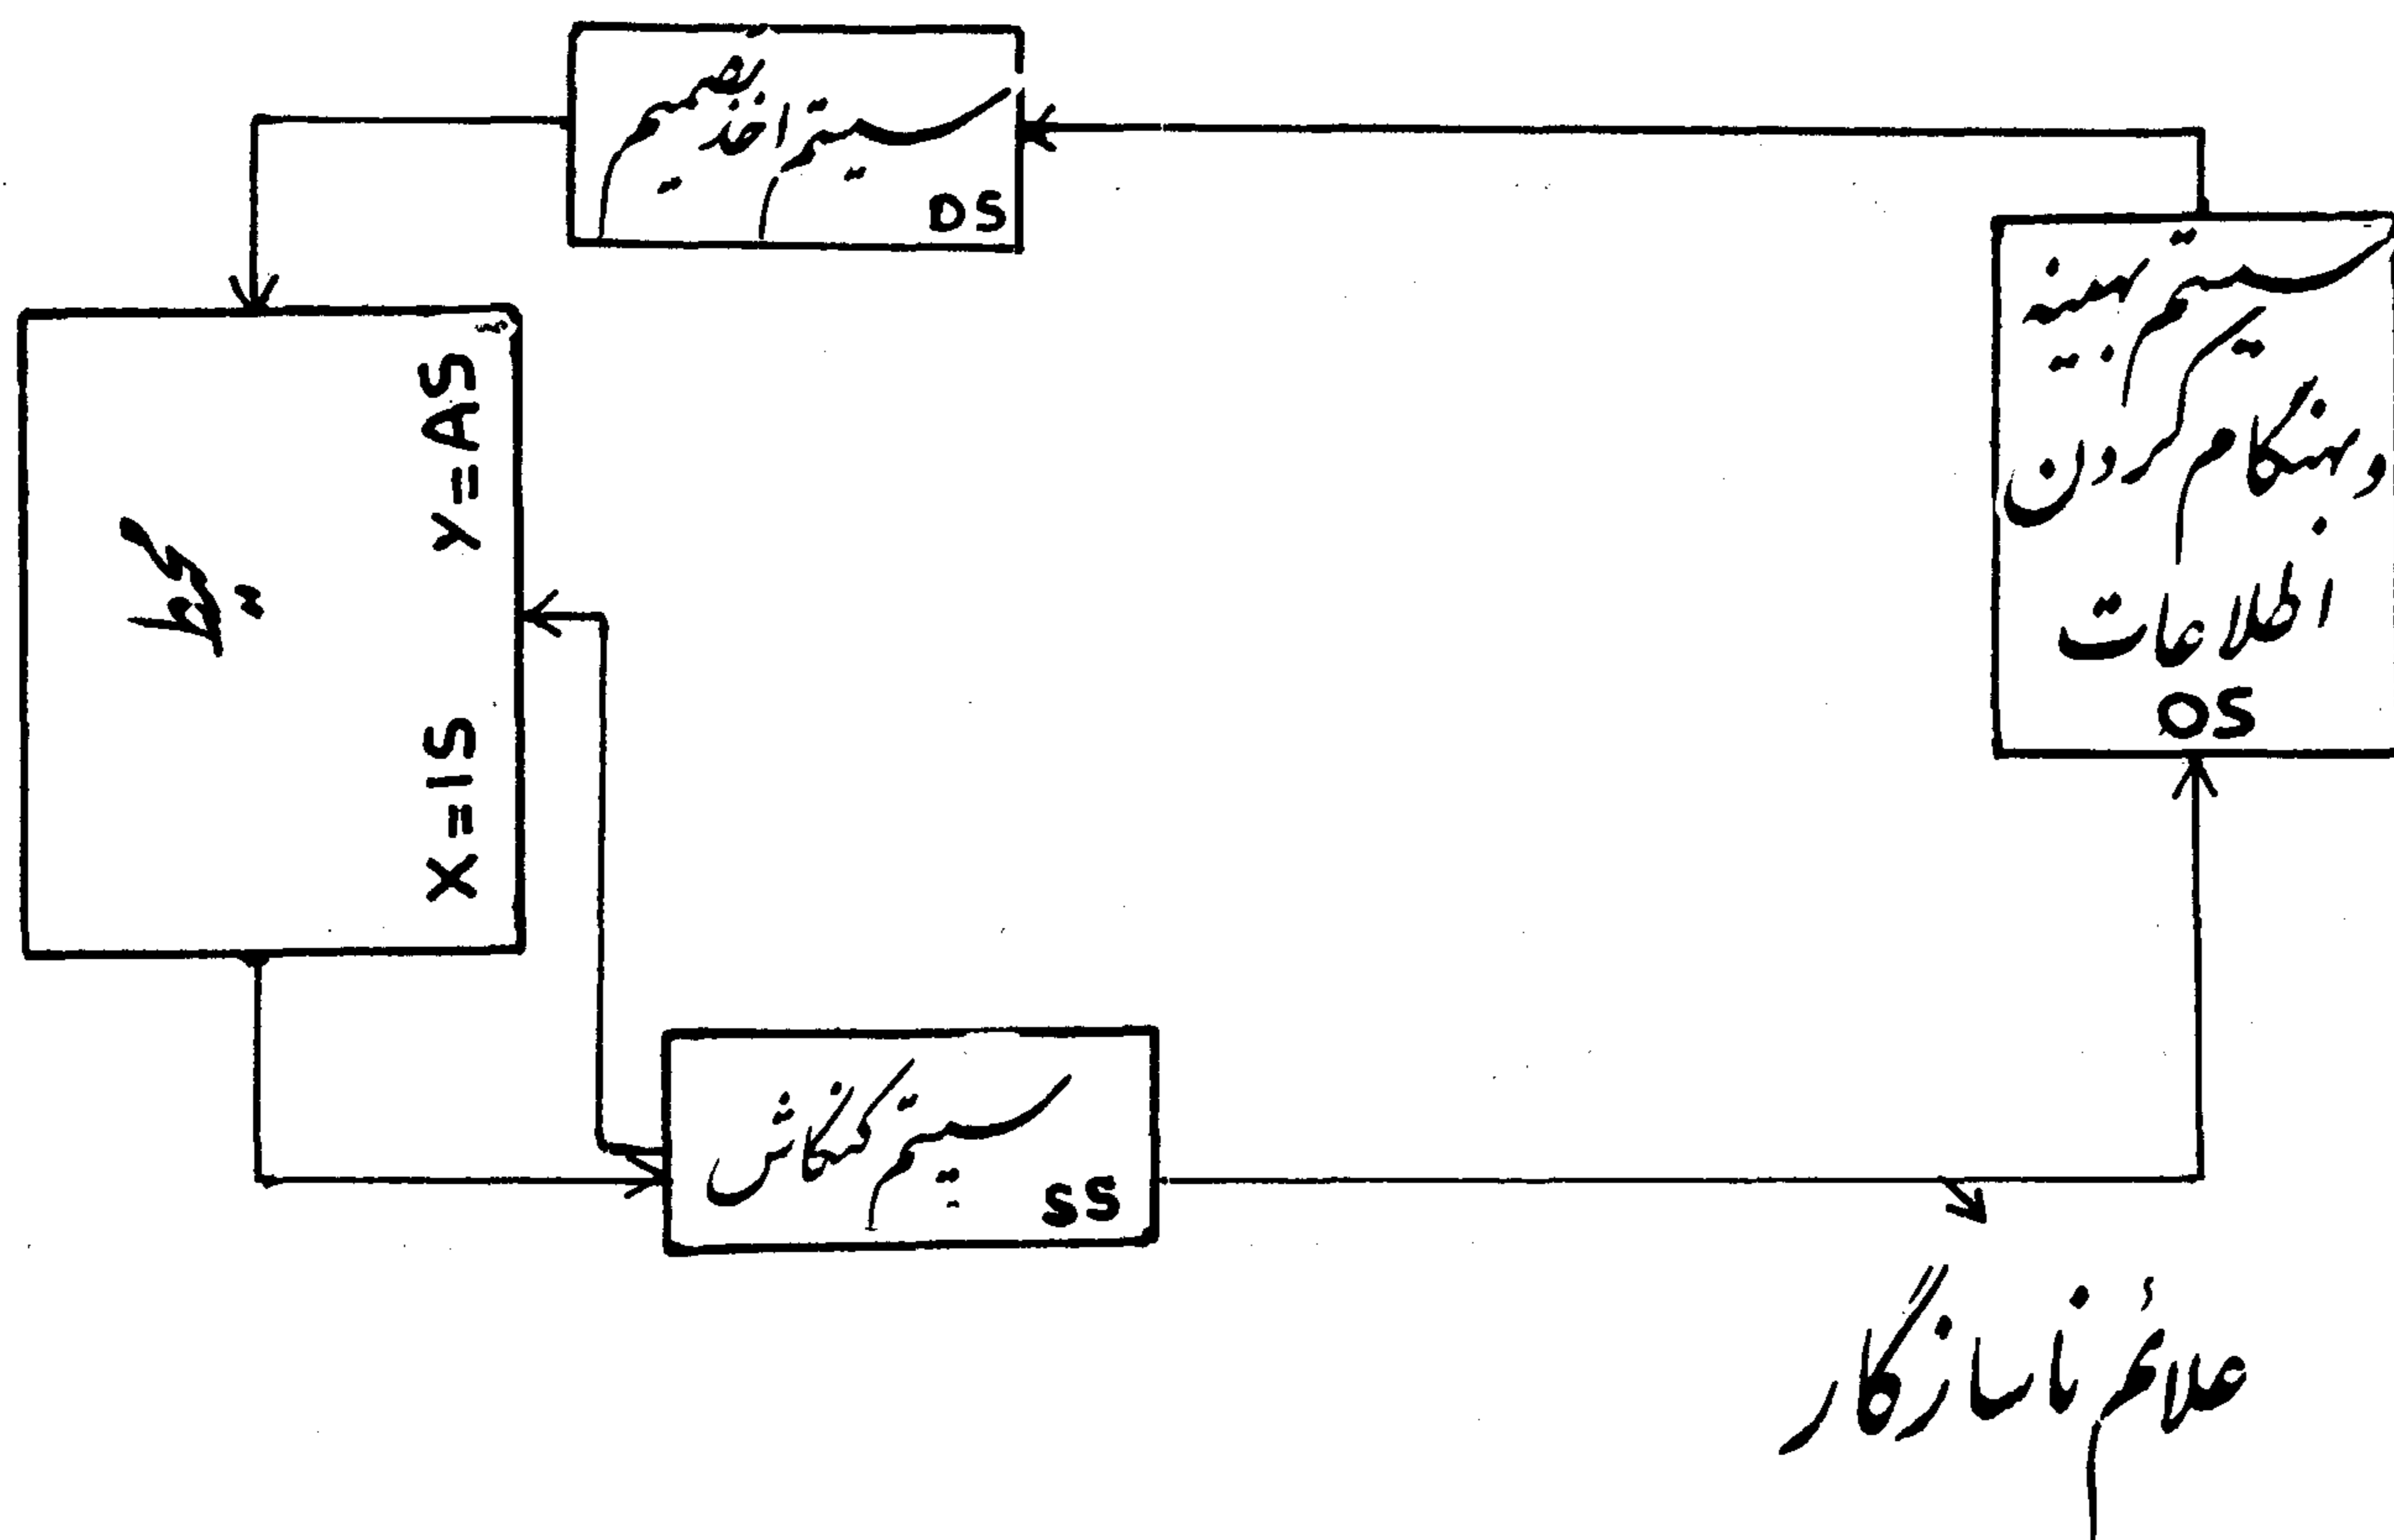 سیستم اخذ تصمیم
DS
سیستم بهینه
و بهنگام کردن
اطلاعات
OS
y=AS
محیط
X=IS
سیستم کنکاش
SS
علائم ناسازگار